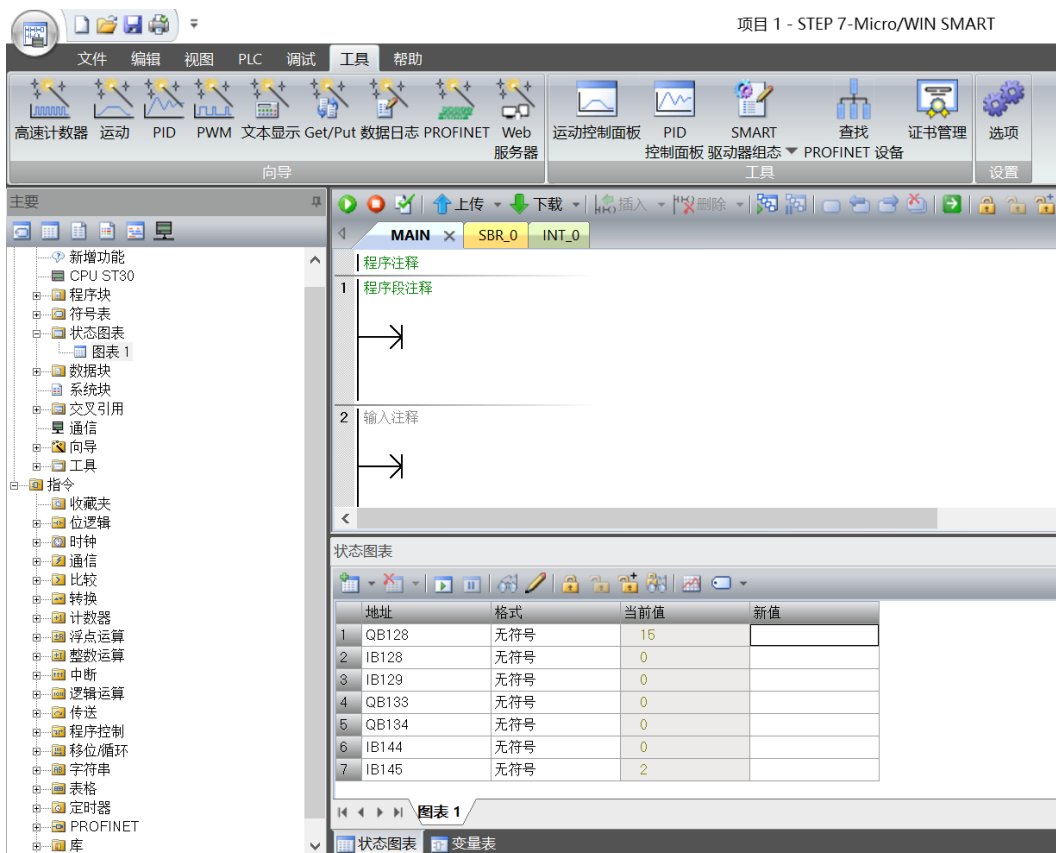 项目 1 - STEP 7-Micro/WIN SMART
文件 编辑 视图 PLC 调试 工具 帮助
高速计数器 运动 PID PWM 文本显示 Get/Put 数据日志 PROFINET Web 服务器
向导
运动控制面板 PID 控制面板 SMART 驱动器组态 查找 PROFINET 设备 证书管理
工具
选项
设置
主要
新增功能
CPU ST30
程序块
符号表
状态图表
图表 1
数据块
系统块
交叉引用
通信
向导
工具
指令
收藏夹
位逻辑
时钟
通信
比较
转换
计数器
浮点运算
整数运算
中断
逻辑运算
传送
程序控制
移位/循环
字符串
表格
定时器
PROFINET
库
上传 下载 插入 删除
MAIN SBR_0 INT_0
程序注释
1 程序段注释
2 输入注释
状态图表
地址 格式 当前值 新值
1 QB128 无符号 15
2 IB128 无符号 0
3 IB129 无符号 0
4 QB133 无符号 0
5 QB134 无符号 0
6 IB144 无符号 0
7 IB145 无符号 2
图表 1
状态图表 变量表